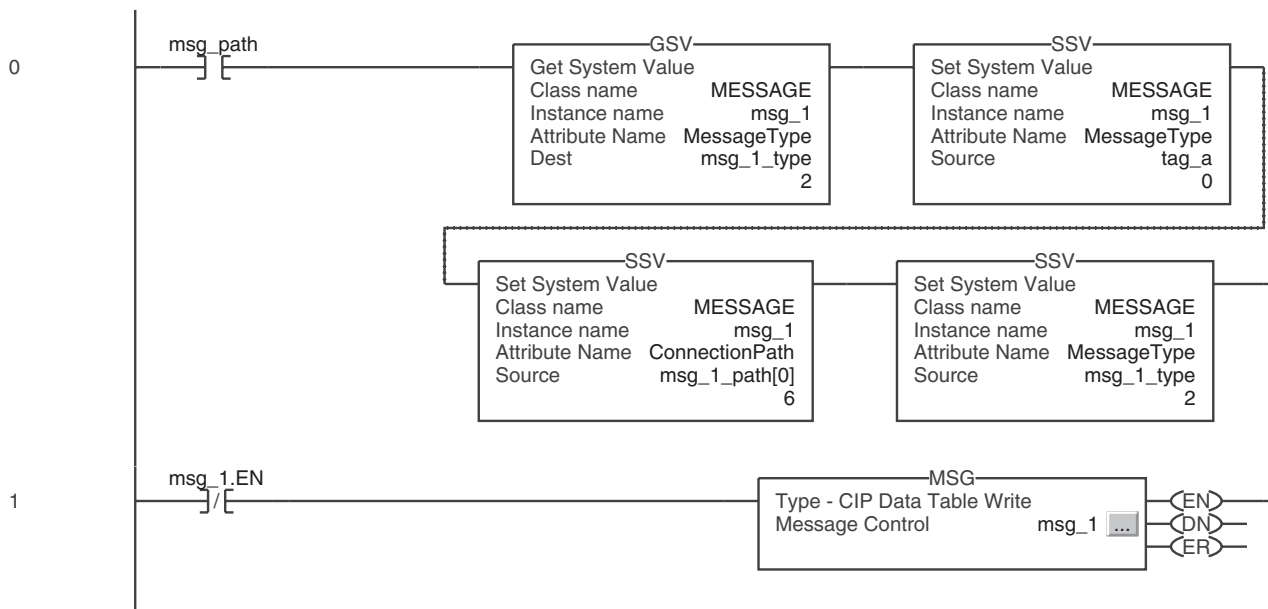 0
msg_path
GSV
Get System Value
Class name MESSAGE
Instance name msg_1
Attribute Name MessageType
Dest msg_1_type
2
SSV
Set System Value
Class name MESSAGE
Instance name msg_1
Attribute Name MessageType
Source tag_a
0
SSV
Set System Value
Class name MESSAGE
Instance name msg_1
Attribute Name ConnectionPath
Source msg_1_path[0]
6
SSV
Set System Value
Class name MESSAGE
Instance name msg_1
Attribute Name MessageType
Source msg_1_type
2
1
msg_1.EN
/
MSG
Type - CIP Data Table Write
Message Control msg_1 ...
EN
DN
ER